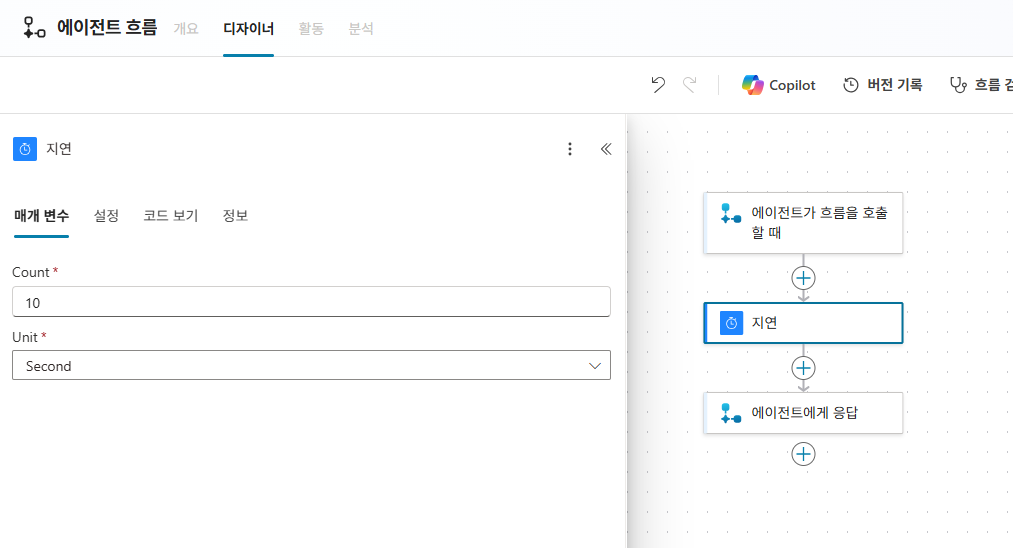 에이전트 흐름 개요 디자이너 활동 분석
Copilot 버전 기록 흐름
지연
매개 변수 설정 코드 보기 정보
Count *
10
Unit *
Second
에이전트가 흐름을 호출
할 때
지연
에이전트에게 응답